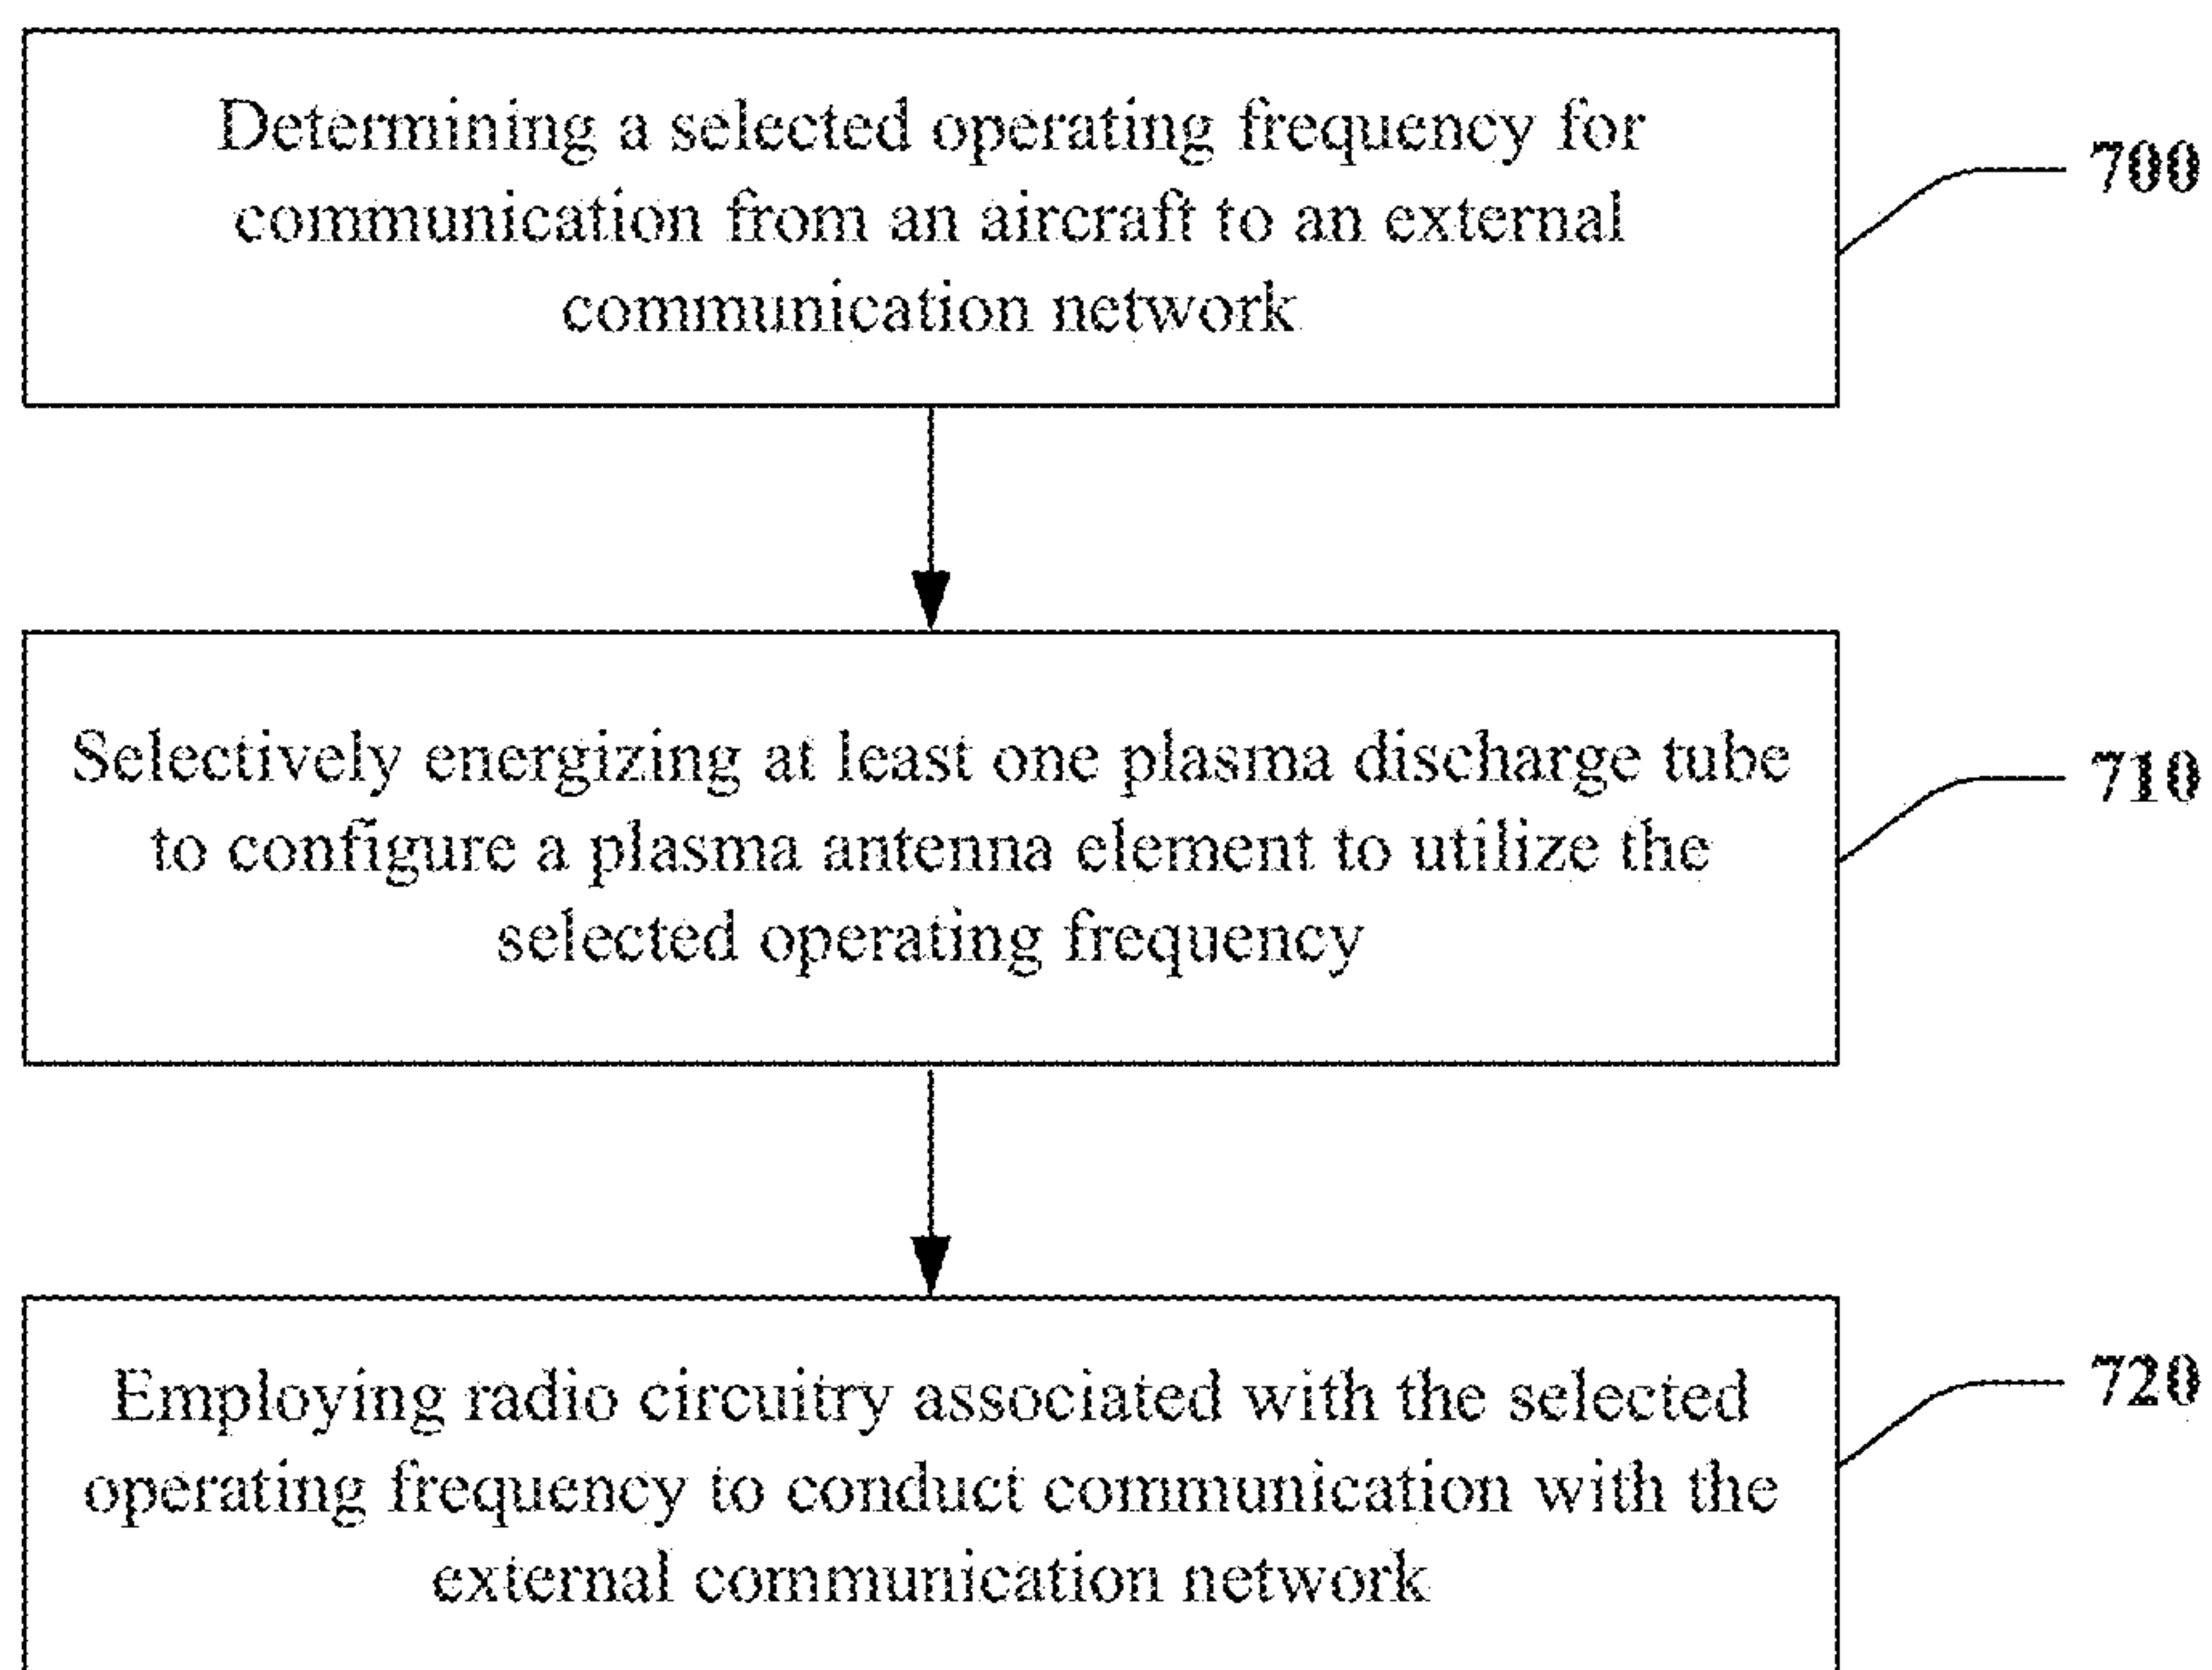 Determining a selected operating frequency for
communication from an aircraft to an external
communication network
700
Selectively energizing at least one plasma discharge tube
to configure a plasma antenna element to utilize the
selected operating frequency
710
Employing radio circuitry associated with the selected
operating frequency to conduct communication with the
external communication network
720